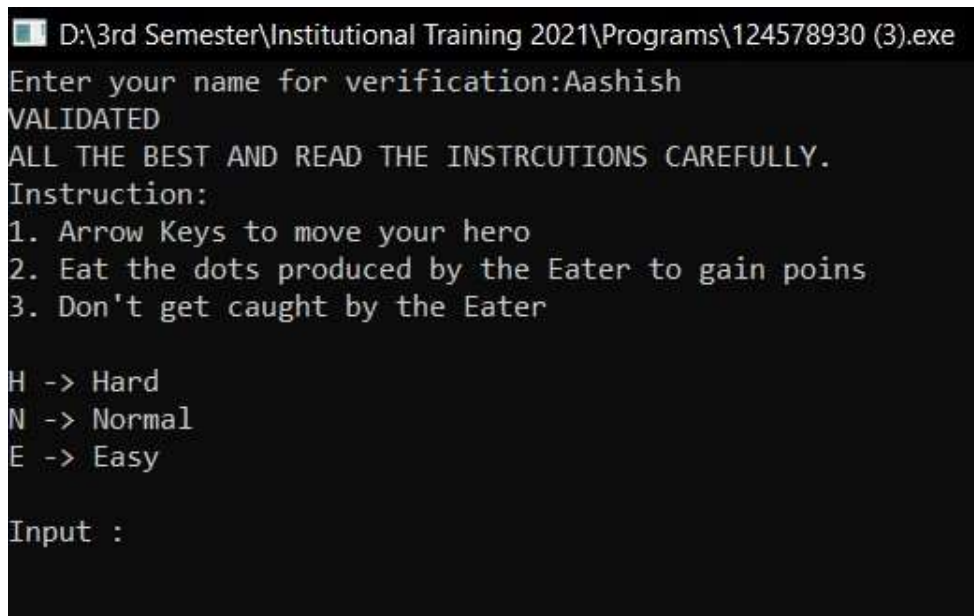 D:\3rd Semester\Institutional Training 2021\Programs\124578930 (3).exe
Enter your name for verification:Aashish
VALIDATED
ALL THE BEST AND READ THE INSTRCUTIONS CAREFULLY.
Instruction:
1. Arrow Keys to move your hero
2. Eat the dots produced by the Eater to gain poins
3. Don't get caught by the Eater
H -> Hard
N -> Normal
E -> Easy
Input :